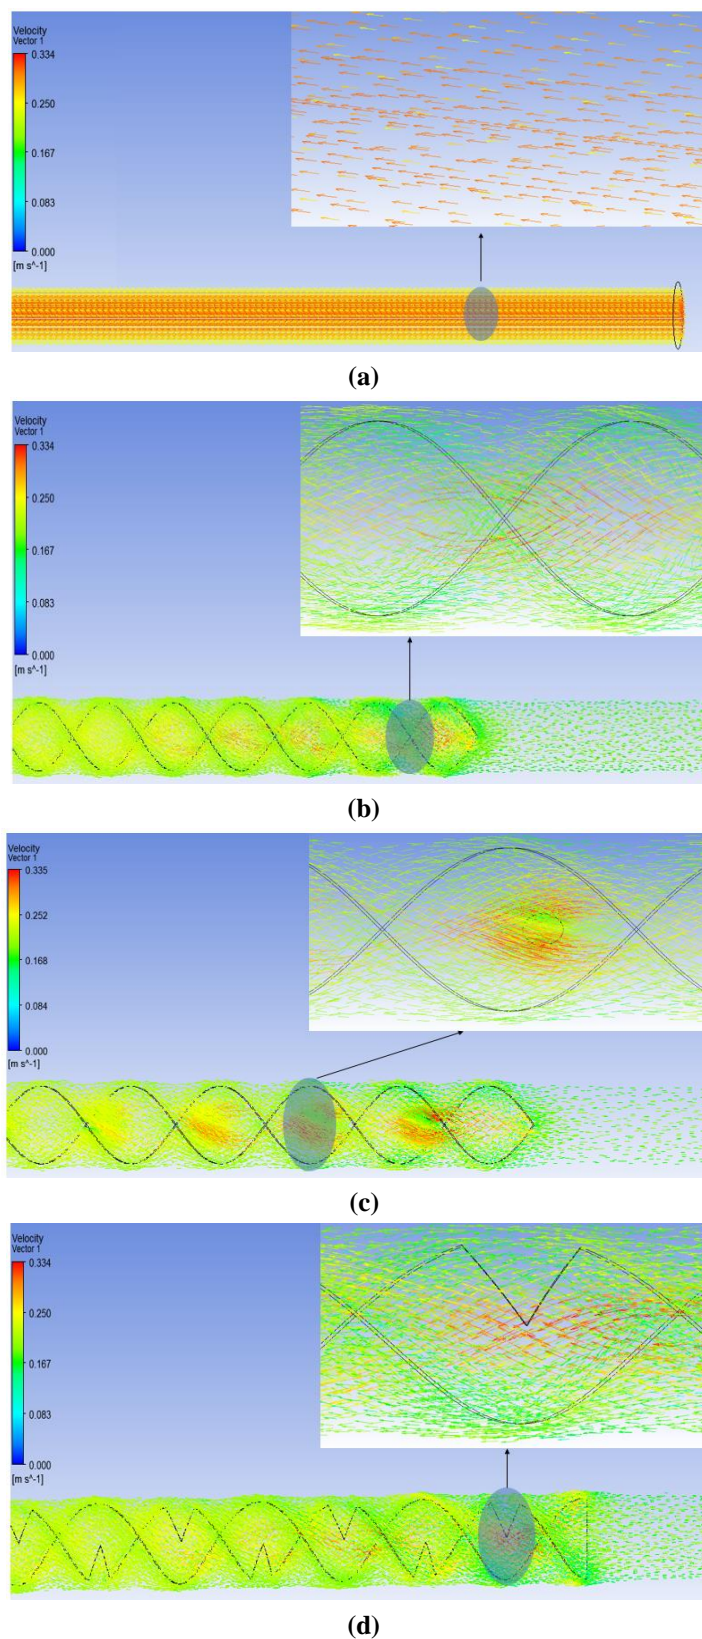 Velocity
Vector 1
0.334
0.250
0.167
0.083
0.000
[m s^-1]
(a)
Velocity
Vector 1
0.334
0.250
0.167
0.083
0.000
[m s^-1]
(b)
Velocity
Vector 1
0.335
0.252
0.168
0.084
0.000
[m s^-1]
(c)
Velocity
Vector 1
0.334
0.250
0.167
0.083
0.000
[m s^-1]
(d)